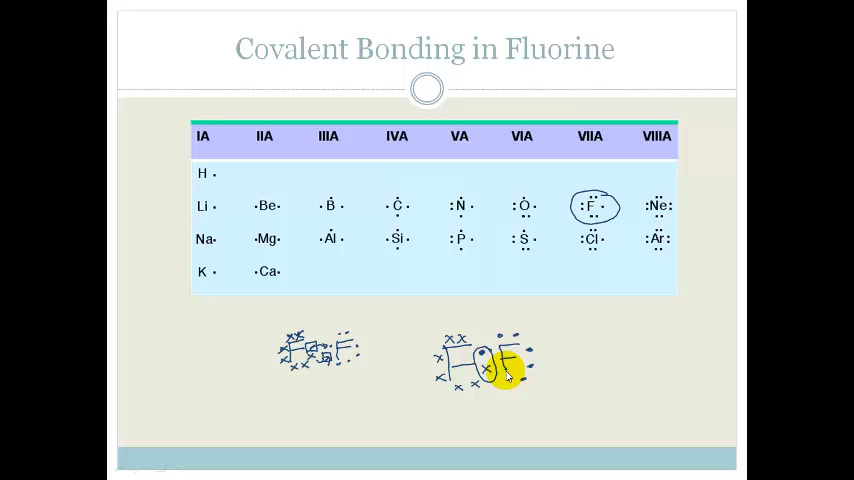 Covalent Bonding in Fluorine
IA IIA IIIA IVA VA VIA VIIA VIIIA
H ·
Li · ·Be· ·B· ·C· :N· :O· :F· :Ne:
Na· ·Mg· ·Al· ·Si· :P· :S· :Cl· :Ar:
K · ·Ca·
F F F F